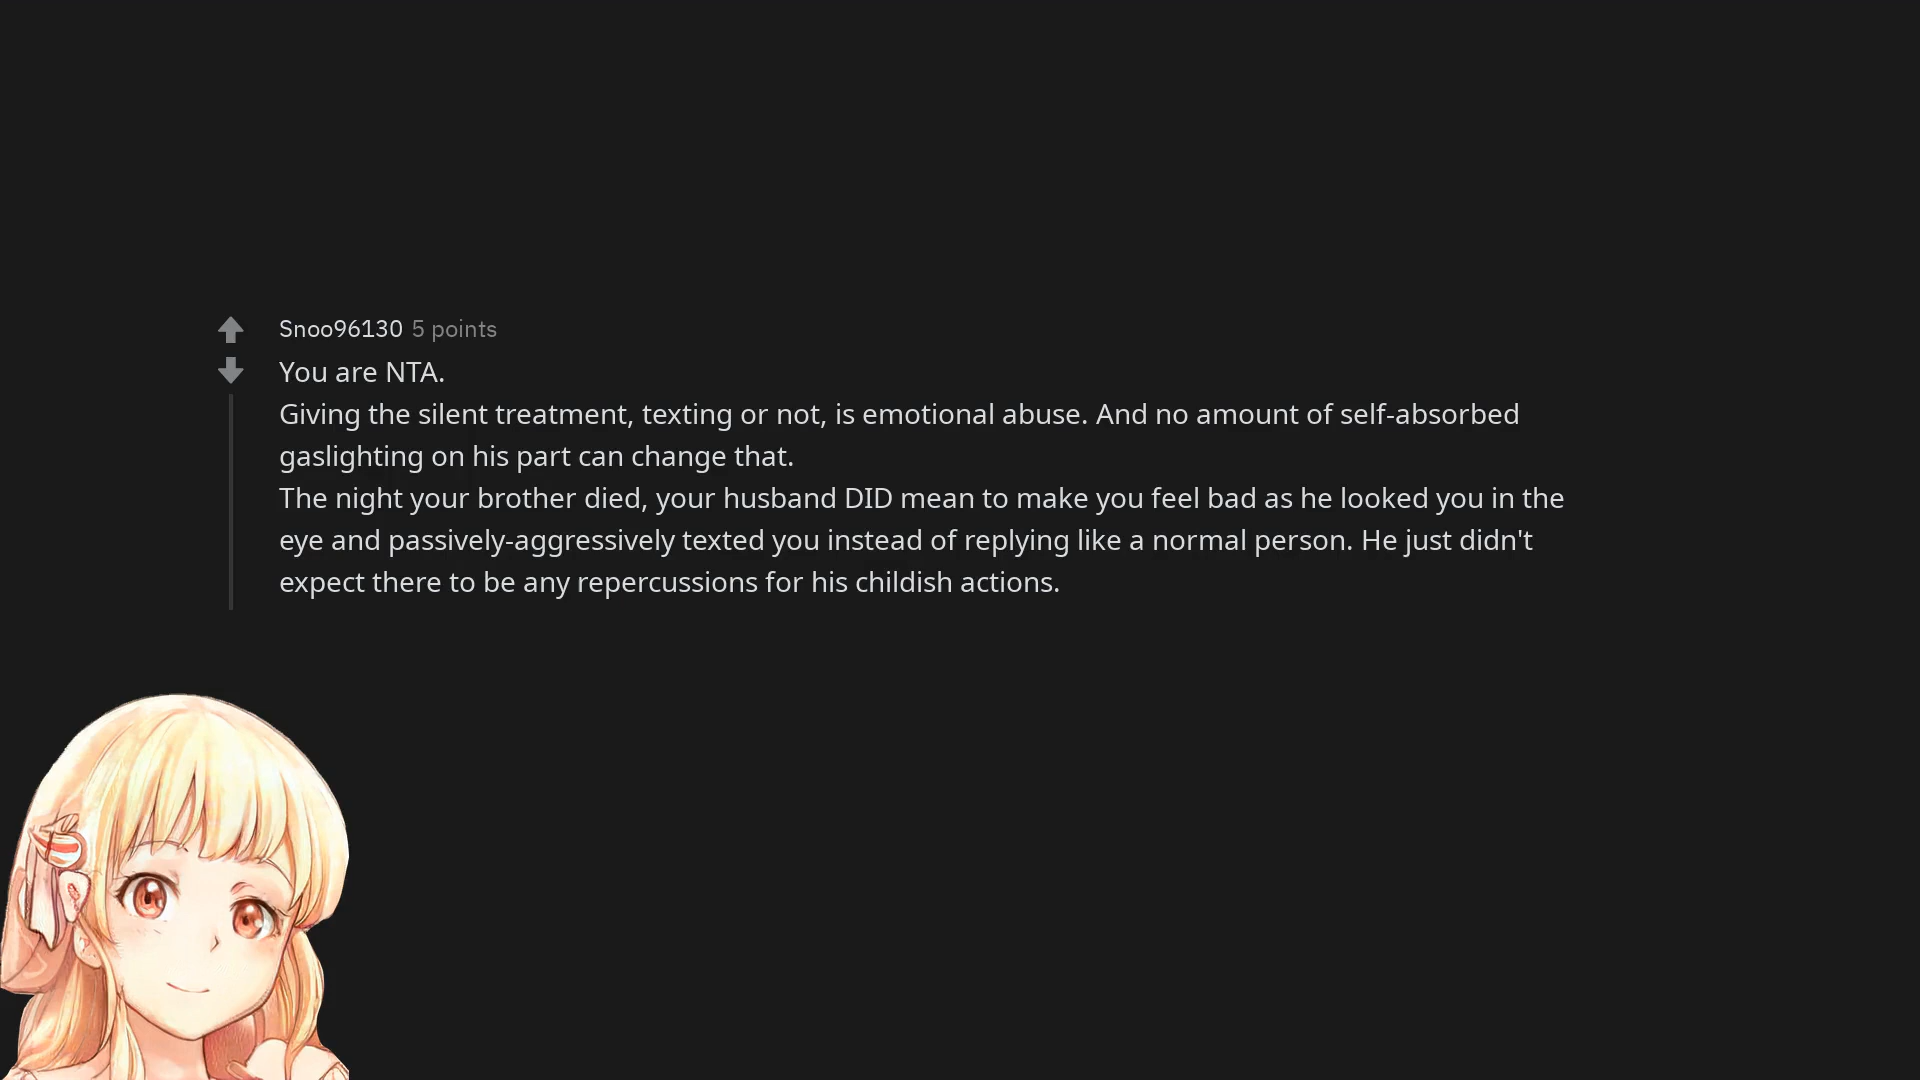 Snoo96130 5 points
You are NTA.
Giving the silent treatment, texting or not, is emotional abuse. And no amount of self-absorbed
gaslighting on his part can change that.
The night your brother died, your husband DID mean to make you feel bad as he looked you in the
eye and passively-aggressively texted you instead of replying like a normal person. He just didn't
expect there to be any repercussions for his childish actions.